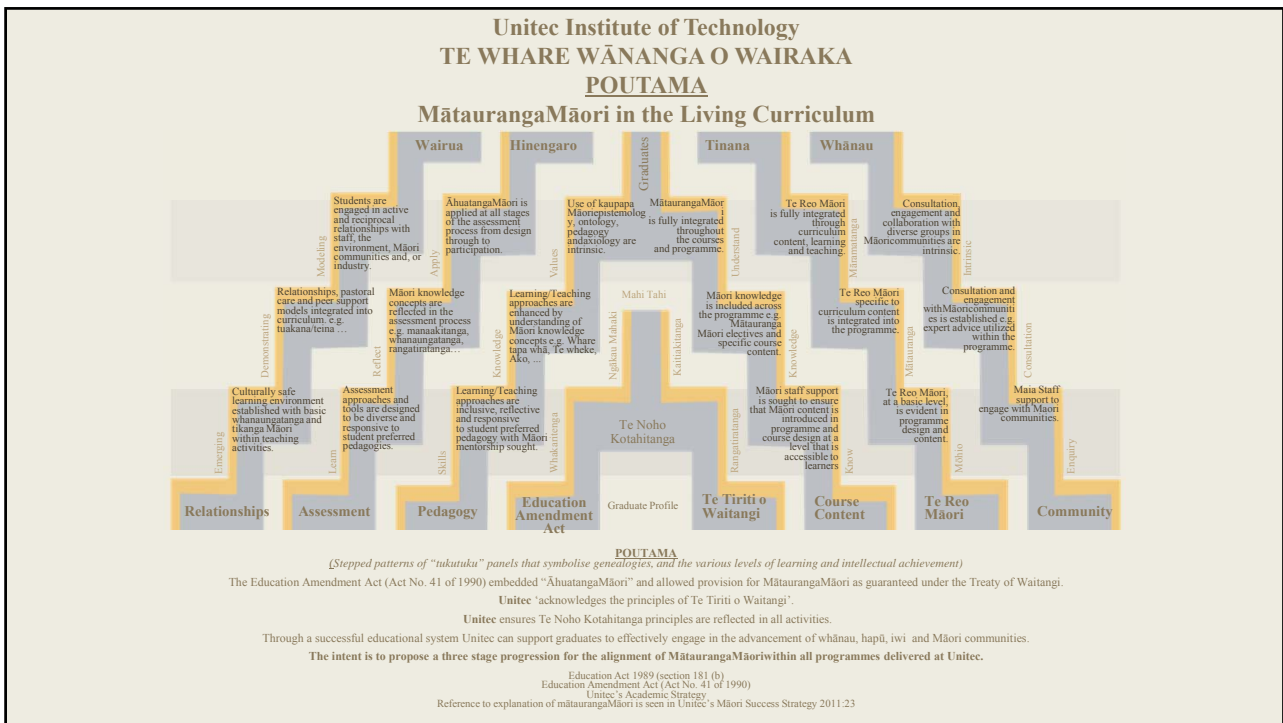 Unitec Institute of Technology
TE WHARE WĀNANGA O WAIRAKA
POUTAMA
MātaurangaMāori in the Living Curriculum
Wairua
Hinengaro
Graduates
Tinana
Whānau
Students are
engaged in active
and reciprocal
relationships with
staff, the
environment, Māori
communities and, or
industry.
Modeling
ĀhuatangaMāori is
applied at all stages
of the assessment
process from design
through to
participation.
Apply
Use of kaupapa
Māoriepistemolog
y, ontology,
pedagogy
andaxiology are
intrinsic.
Values
MātaurangaMāor
i
is fully integrated
throughout
the courses
and programme.
Understand
Te Reo Māori
is fully integrated
through
curriculum
content, learning
and teaching.
Māramatanga
Consultation,
engagement and
collaboration with
diverse groups in
Māoricommunities are
intrinsic.
Intrinsic
Relationships, pastoral
care and peer support
models integrated into
curriculum. e.g.
tuakana/teina …
Demonstrating
Māori knowledge
concepts are
reflected in the
assessment process
e.g. manaakitanga,
whanaungatanga,
rangatiratanga…
Reflect
Learning/Teaching
approaches are
enhanced by
understanding of
Māori knowledge
concepts e.g. Whare
tapa whā, Te wheke,
Ako, ...
Knowledge
Mahi Tahi
Ngākau Mahaki
Kaitiakitanga
Māori knowledge
is included across
the programme e.g.
Mātauranga
Māori electives and
specific course
content.
Knowledge
Te Reo Māori
specific to
curriculum content
is integrated into
the programme.
Mātauranga
Consultation and
engagement
withMāoricommuniti
es is established e.g.
expert advice utilized
within the
programme.
Consultation
Culturally safe
learning environment
established with basic
whanaungatanga and
tikanga Māori
within teaching
activities.
Emerging
Assessment
approaches and
tools are designed
to be diverse and
responsive to
student preferred
pedagogies.
Learn
Learning/Teaching
approaches are
inclusive, reflective
and responsive
to student preferred
pedagogy with Māori
mentorship sought.
Skills
Whakaritenga
Te Noho
Kotahitanga
Rangatiratanga
Māori staff support
is sought to ensure
that Māori content is
introduced in
programme and
course design at a
level that is
accessible to
learners
Know
Te Reo Māori,
at a basic level,
is evident in
programme
design and
content.
Mōhio
Maia Staff
support to
engage with Māori
communities.
Enquiry
Relationships
Assessment
Pedagogy
Education
Amendment
Act
Graduate Profile
Te Tiriti o
Waitangi
Course
Content
Te Reo
Māori
Community
POUTAMA
(Stepped patterns of “tukutuku” panels that symbolise genealogies, and the various levels of learning and intellectual achievement)
The Education Amendment Act (Act No. 41 of 1990) embedded “ĀhuatangaMāori” and allowed provision for MātaurangaMāori as guaranteed under the Treaty of Waitangi.
Unitec ‘acknowledges the principles of Te Tiriti o Waitangi’.
Unitec ensures Te Noho Kotahitanga principles are reflected in all activities.
Through a successful educational system Unitec can support graduates to effectively engage in the advancement of whānau, hapū, iwi and Māori communities.
The intent is to propose a three stage progression for the alignment of MātaurangaMāoriwithin all programmes delivered at Unitec.
Education Act 1989 (section 181 (b)
Education Amendment Act (Act No. 41 of 1990)
Unitec’s Academic Strategy
Reference to explanation of mātaurangaMāori is seen in Unitec’s Māori Success Strategy 2011:23